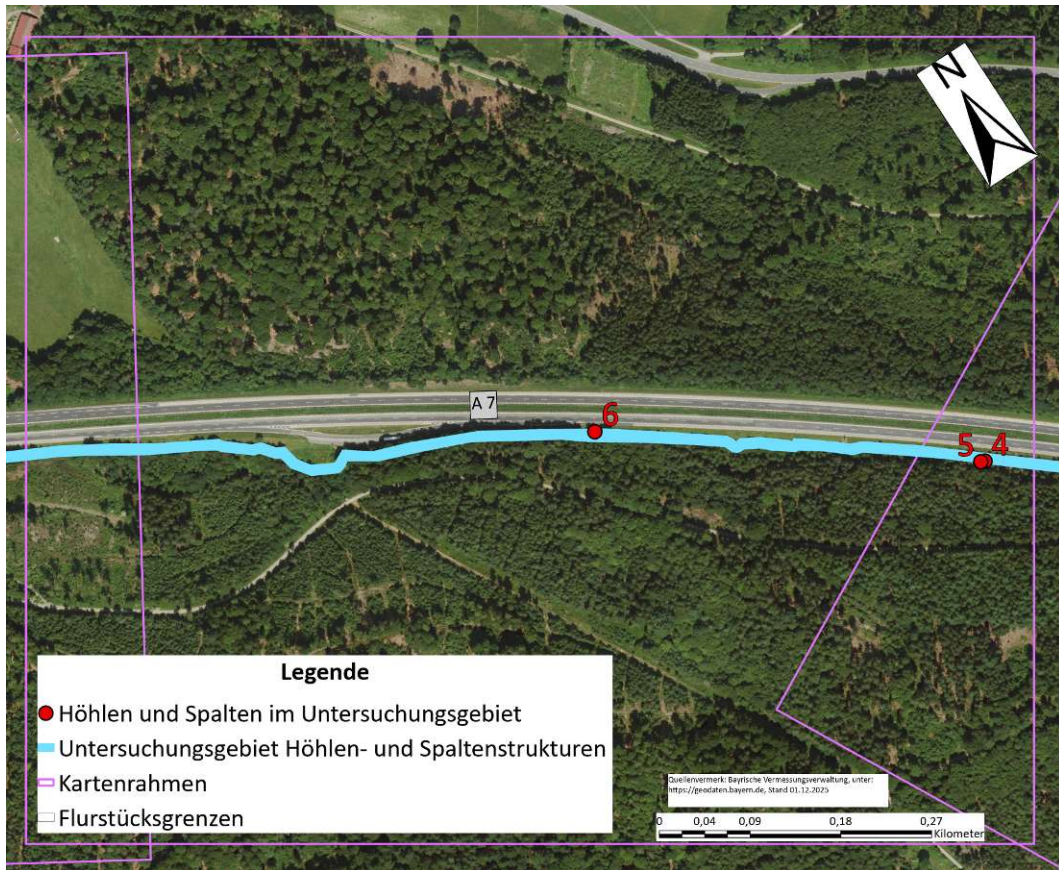 N
A 7
6
5 4
Legende
Höhlen und Spalten im Untersuchungsgebiet
Untersuchungsgebiet Höhlen- und Spaltenstrukturen
Kartenrahmen
Flurstücksgrenzen
Quellenvermerk: Bayrische Vermessungsverwaltung, unter:
https://geodaten.bayern.de, Stand 01.12.2025
0 0,04 0,09 0,18 0,27
Kilometer